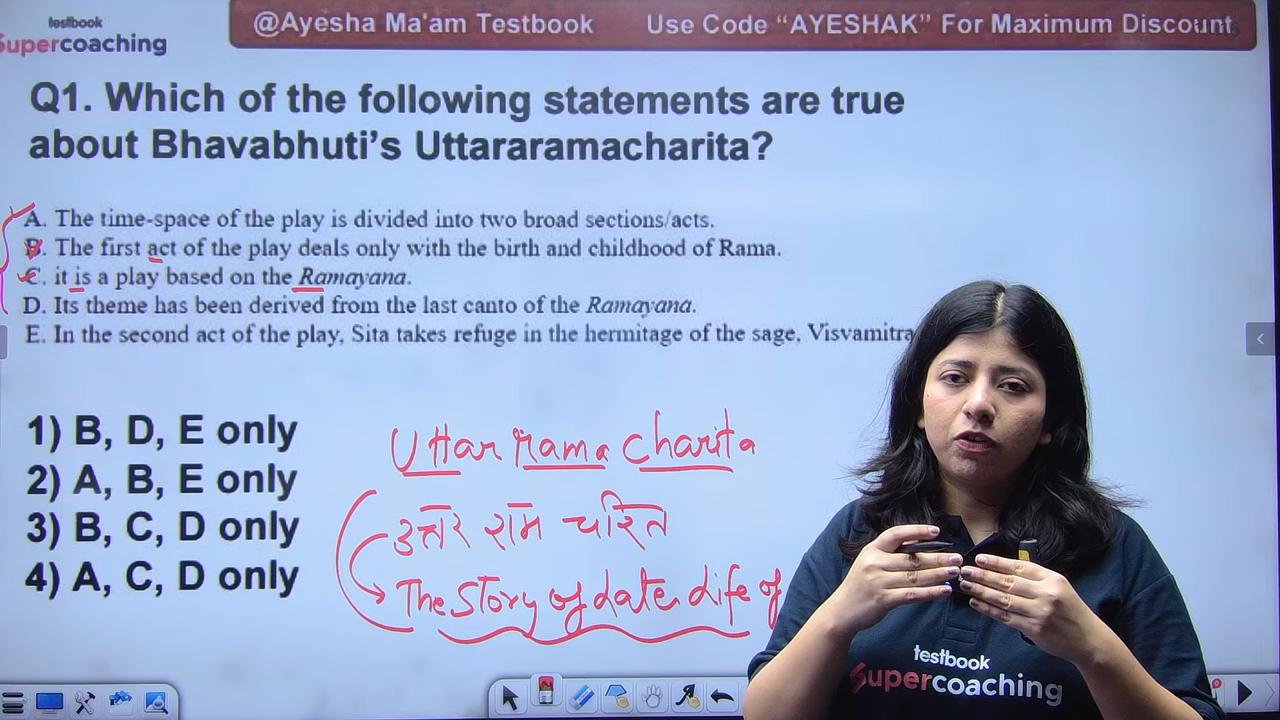 testbook
Supercoaching
@Ayesha Ma'am Testbook Use Code “AYESHAK” For Maximum Discount
Q1. Which of the following statements are true
about Bhavabhuti’s Uttararamacharita?
A. The time-space of the play is divided into two broad sections/acts.
B. The first act of the play deals only with the birth and childhood of Rama.
C. it is a play based on the Ramayana.
D. Its theme has been derived from the last canto of the Ramayana.
E. In the second act of the play, Sita takes refuge in the hermitage of the sage, Visvamitra
1) B, D, E only
2) A, B, E only
3) B, C, D only
4) A, C, D only
Uttar rama charita
उत्तर राम चरित
The Story of Later Life of
testbook
Supercoaching